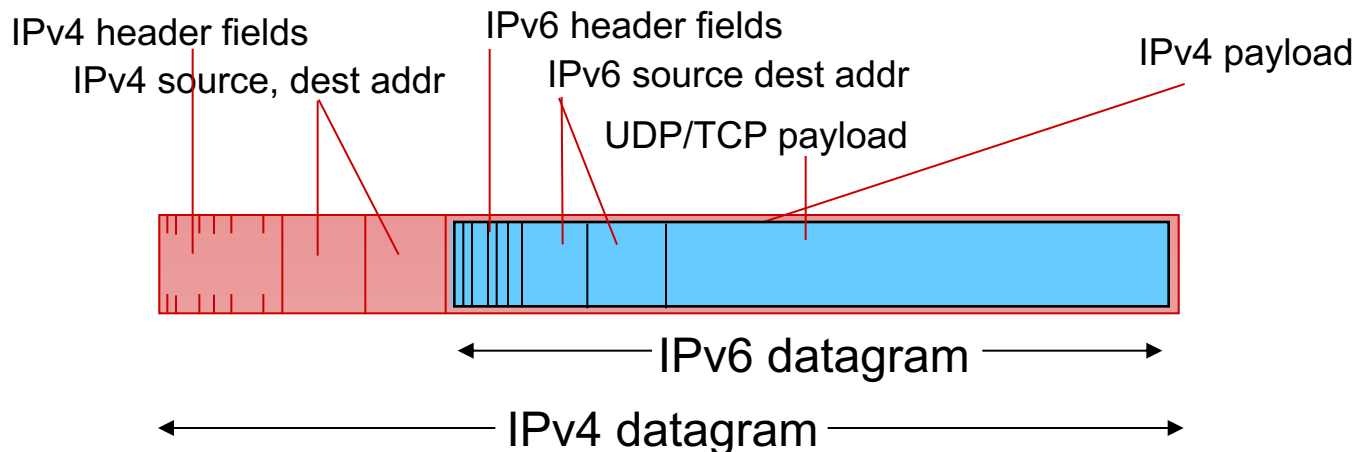 IPv4 header fields
IPv6 header fields
IPv4 payload
IPv4 source, dest addr
IPv6 source dest addr
UDP/TCP payload
IPv6 datagram
IPv4 datagram